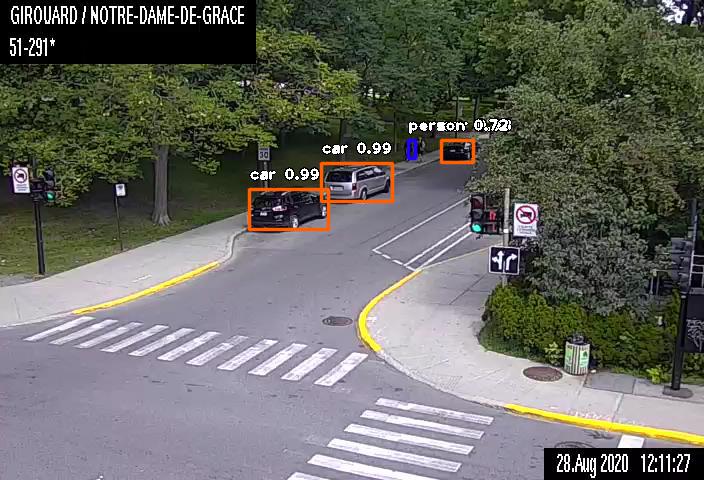 GIROUARD / NOTRE-DAME-DE-GRACE
51-291*
person 0.72
car 0.99
car 0.99
30
28.Aug 2020 12:11:27